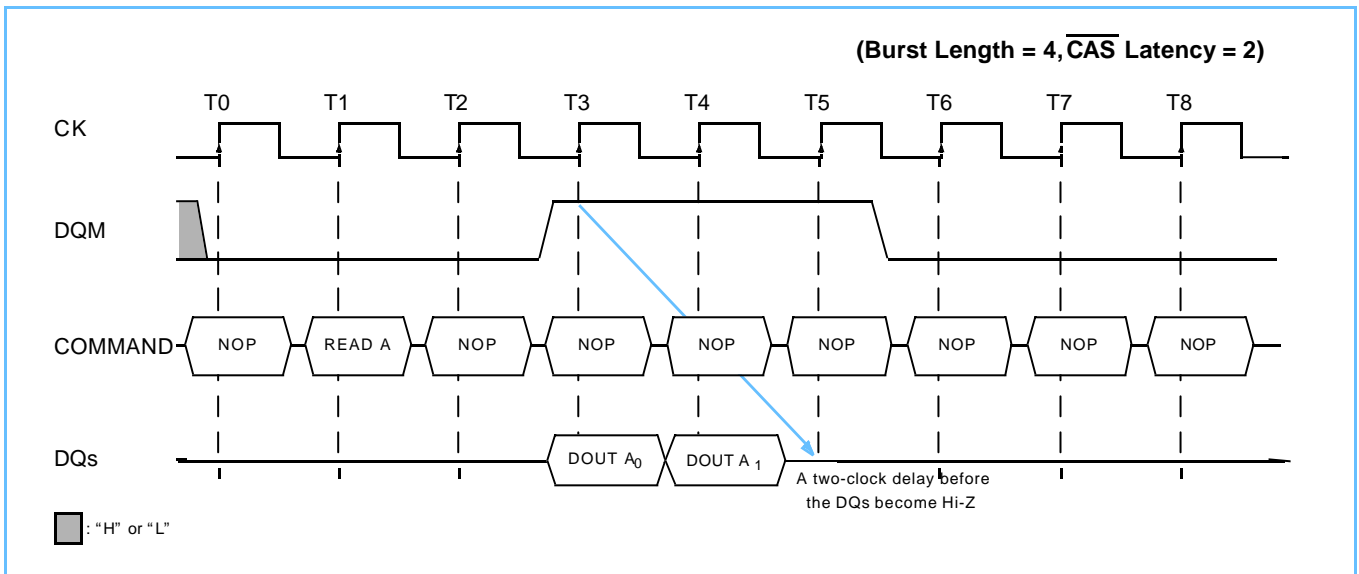 (Burst Length = 4, CAS Latency = 2)
T0 T1 T2 T3 T4 T5 T6 T7 T8
CK
DQM
COMMAND NOP READ A NOP NOP NOP NOP NOP NOP NOP
DQs DOUT A0 DOUT A 1
A two-clock delay before
the DQs become Hi-Z
: “H” or “L”